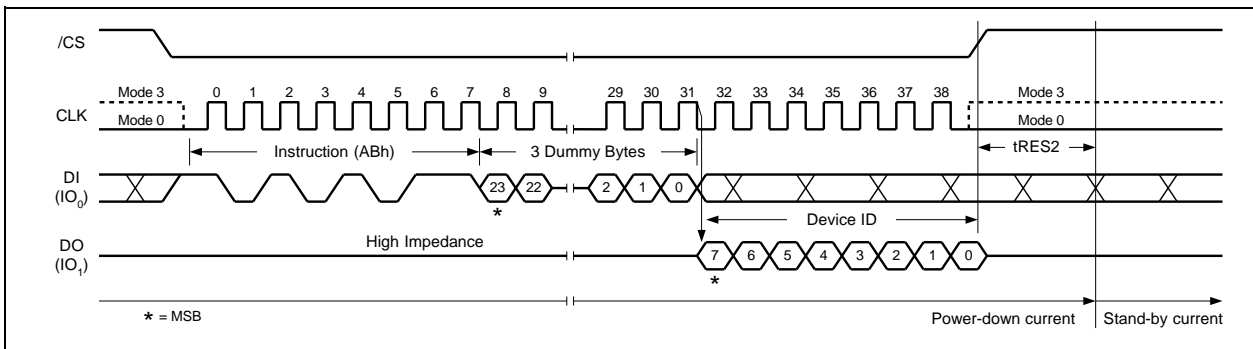 /CS
Mode 3 0 1 2 3 4 5 6 7 8 9 29 30 31 32 33 34 35 36 37 38 Mode 3
CLK
Mode 0 Mode 0
Instruction (ABh) 3 Dummy Bytes tRES2
DI
(IO0)
23 22 2 1 0
*
Device ID
High Impedance
DO
(IO1)
7 6 5 4 3 2 1 0
*
* = MSB
Power-down current Stand-by current